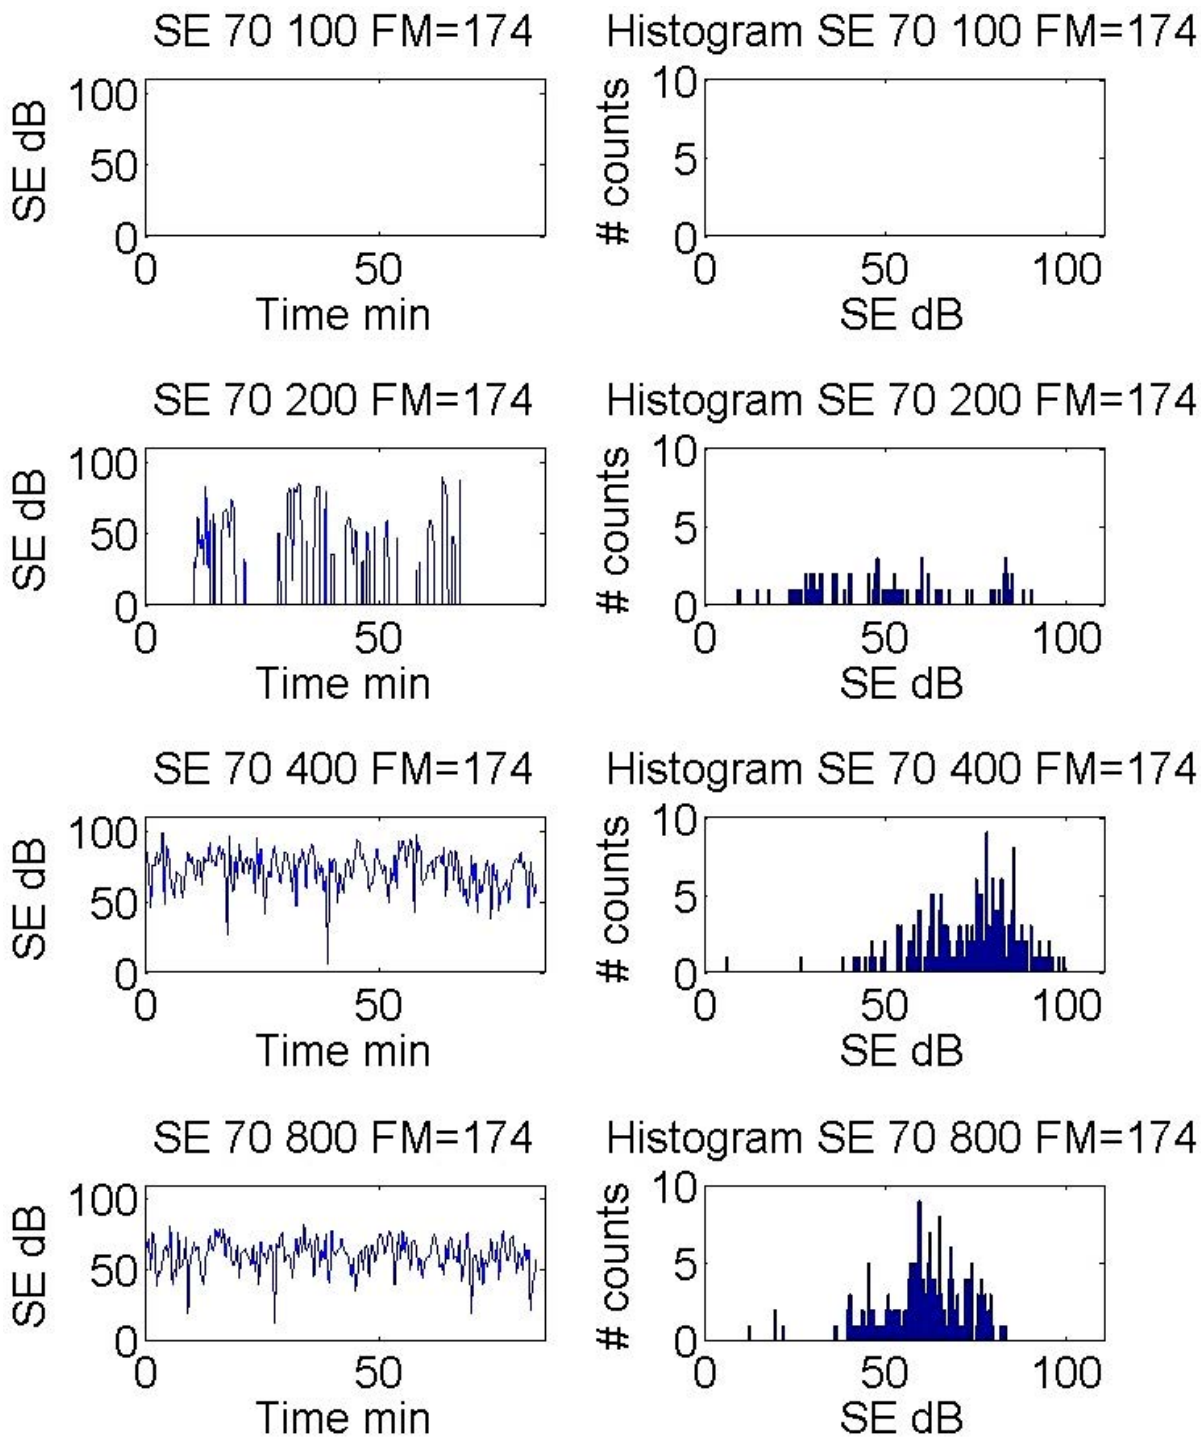 SE 70 100 FM=174
Histogram SE 70 100 FM=174
SE dB
100
50
0
0
50
Time min
# counts
10
5
0
0
50
100
SE dB
SE 70 200 FM=174
Histogram SE 70 200 FM=174
SE dB
100
50
0
0
50
Time min
# counts
10
5
0
0
50
100
SE dB
SE 70 400 FM=174
Histogram SE 70 400 FM=174
SE dB
100
50
0
0
50
Time min
# counts
10
5
0
0
50
100
SE dB
SE 70 800 FM=174
Histogram SE 70 800 FM=174
SE dB
100
50
0
0
50
Time min
# counts
10
5
0
0
50
100
SE dB